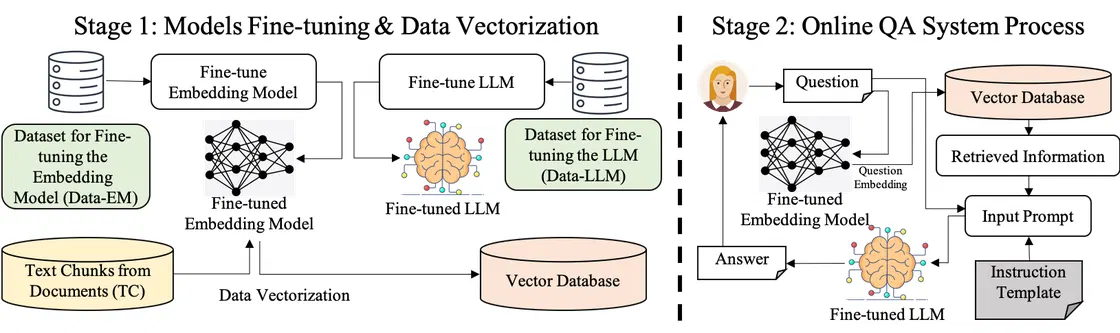 Stage 1: Models Fine-tuning & Data Vectorization
Fine-tune
Embedding Model
Fine-tune LLM
Dataset for Fine-
tuning the
Embedding
Model (Data-EM)
Dataset for Fine-
tuning the LLM
(Data-LLM)
Fine-tuned
Embedding Model
Fine-tuned LLM
Text Chunks from
Documents (TC)
Data Vectorization
Vector Database
Stage 2: Online QA System Process
Question
Vector Database
Retrieved Information
Question
Embedding
Fine-tuned
Embedding Model
Input Prompt
Answer
Instruction
Template
Fine-tuned LLM